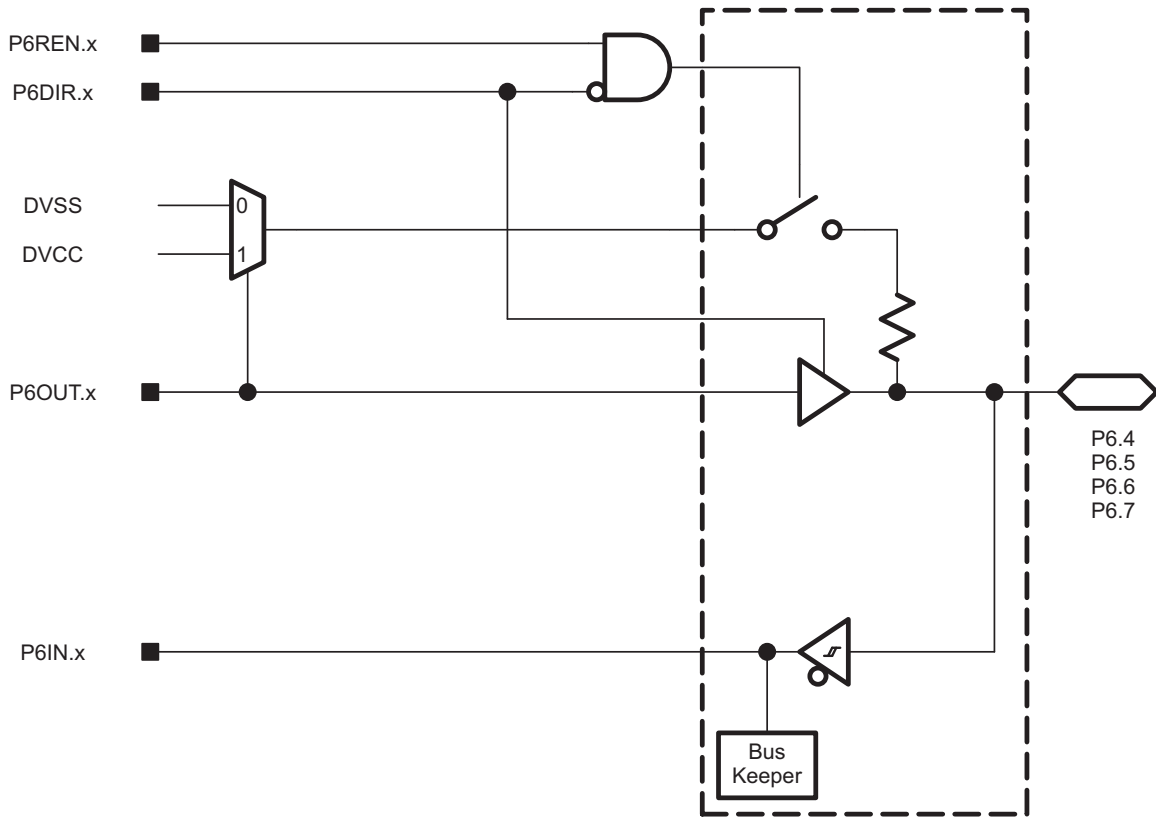 P6REN.x
P6DIR.x
DVSS
0
DVCC
1
P6OUT.x
P6.4
P6.5
P6.6
P6.7
P6IN.x
Bus
Keeper